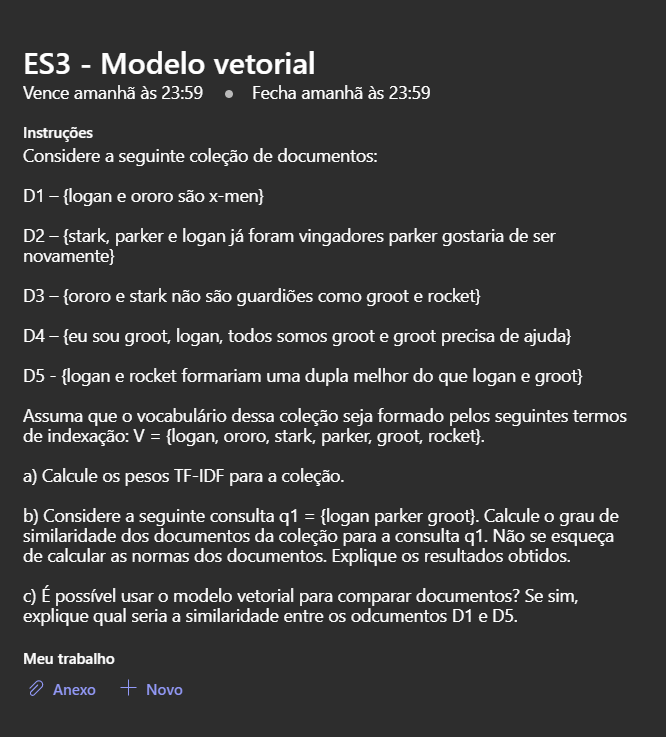 ES3 - Modelo vetorial
Vence amanhã às 23:59 • Fecha amanhã às 23:59
Instruções
Considere a seguinte coleção de documentos:
D1 – {logan e ororo são x-men}
D2 – {stark, parker e logan já foram vingadores parker gostaria de ser
novamente}
D3 – {ororo e stark não são guardiões como groot e rocket}
D4 – {eu sou groot, logan, todos somos groot e groot precisa de ajuda}
D5 - {logan e rocket formariam uma dupla melhor do que logan e groot}
Assuma que o vocabulário dessa coleção seja formado pelos seguintes termos
de indexação: V = {logan, ororo, stark, parker, groot, rocket}.
a) Calcule os pesos TF-IDF para a coleção.
b) Considere a seguinte consulta q1 = {logan parker groot}. Calcule o grau de
similaridade dos documentos da coleção para a consulta q1. Não se esqueça
de calcular as normas dos documentos. Explique os resultados obtidos.
c) É possível usar o modelo vetorial para comparar documentos? Se sim,
explique qual seria a similaridade entre os odcumentos D1 e D5.
Meu trabalho
Anexo Novo